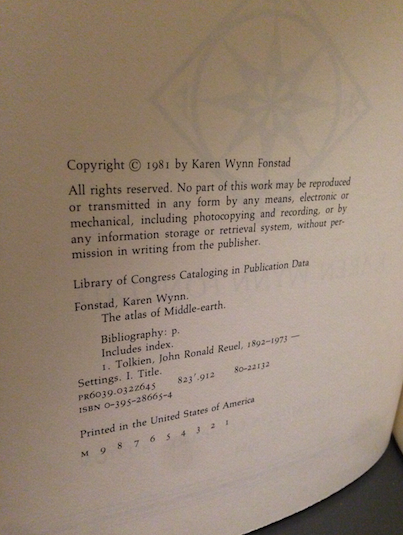 Copyright © 1981 by Karen Wynn Fonstad
All rights reserved. No part of this work may be reproduced
or transmitted in any form by any means, electronic or
mechanical, including photocopying and recording, or by
any information storage or retrieval system, without per-
mission in writing from the publisher.
Library of Congress Cataloging in Publication Data
Fonstad, Karen Wynn.
The atlas of Middle-earth.
Bibliography: p.
Includes index.
1. Tolkien, John Ronald Reuel, 1892–1973 —
Settings. I. Title.
PR6039.032Z645 823'.912 80-22132
ISBN 0-395-28665-4
Printed in the United States of America
M 9 8 7 6 5 4 3 2 1